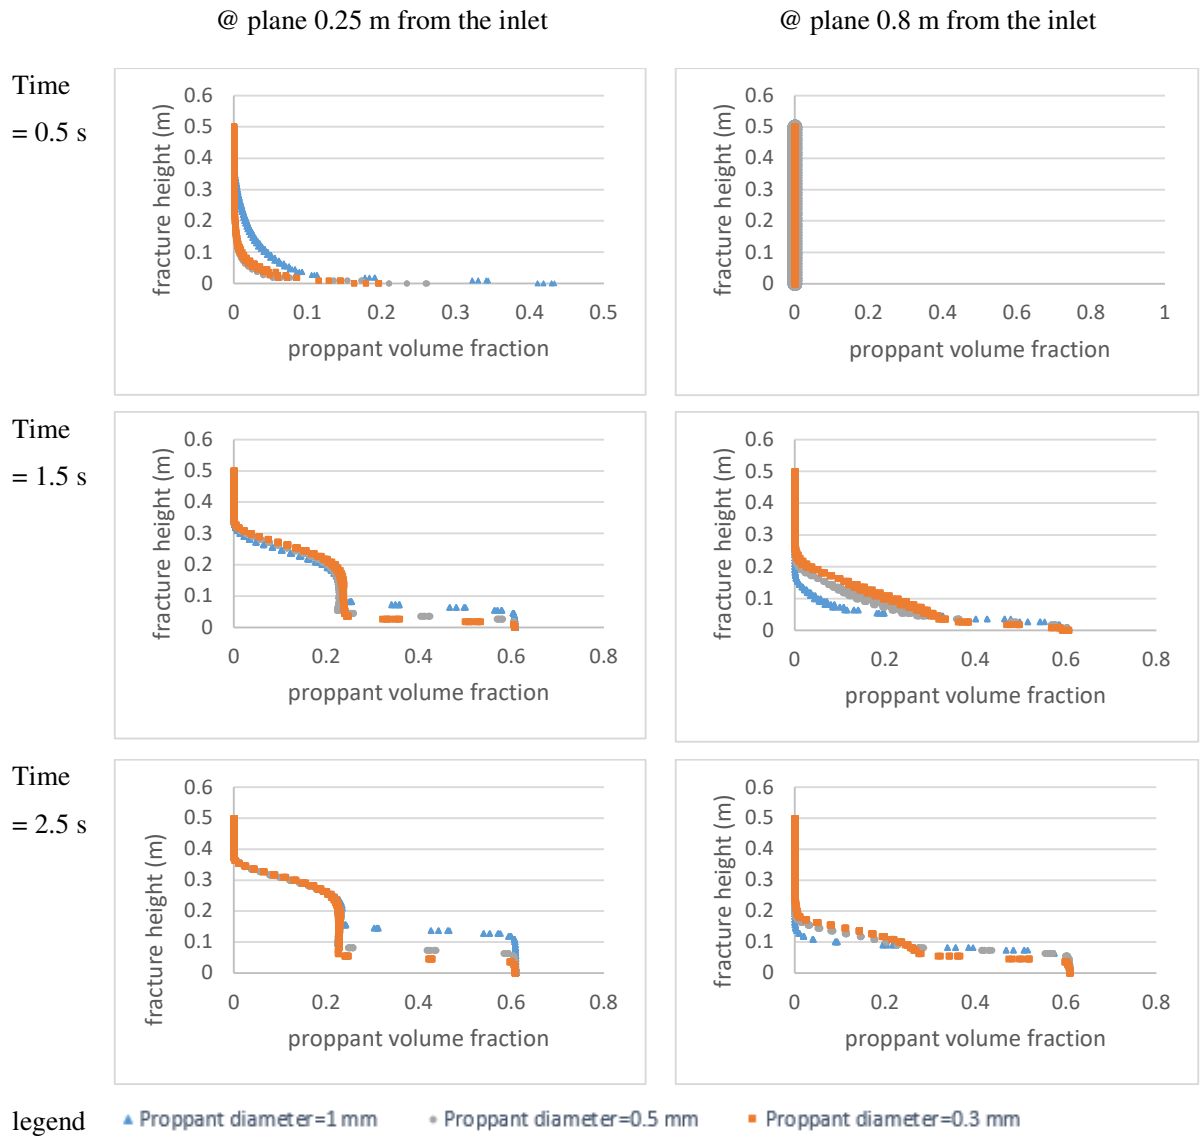 @ plane 0.25 m from the inlet
@ plane 0.8 m from the inlet
Time
= 0.5 s
fracture height (m)
0.6
0.5
0.4
0.3
0.2
0.1
0
0 0.1 0.2 0.3 0.4 0.5
proppant volume fraction
fracture height (m)
0.6
0.5
0.4
0.3
0.2
0.1
0
0 0.2 0.4 0.6 0.8 1
proppant volume fraction
Time
= 1.5 s
fracture height (m)
0.6
0.5
0.4
0.3
0.2
0.1
0
0 0.2 0.4 0.6 0.8
proppant volume fraction
fracture height (m)
0.6
0.5
0.4
0.3
0.2
0.1
0
0 0.2 0.4 0.6 0.8
proppant volume fraction
Time
= 2.5 s
fracture height (m)
0.6
0.5
0.4
0.3
0.2
0.1
0
0 0.2 0.4 0.6 0.8
proppant volume fraction
fracture height (m)
0.6
0.5
0.4
0.3
0.2
0.1
0
0 0.2 0.4 0.6 0.8
proppant volume fraction
legend Proppant diameter=1 mm Proppant diameter=0.5 mm Proppant diameter=0.3 mm